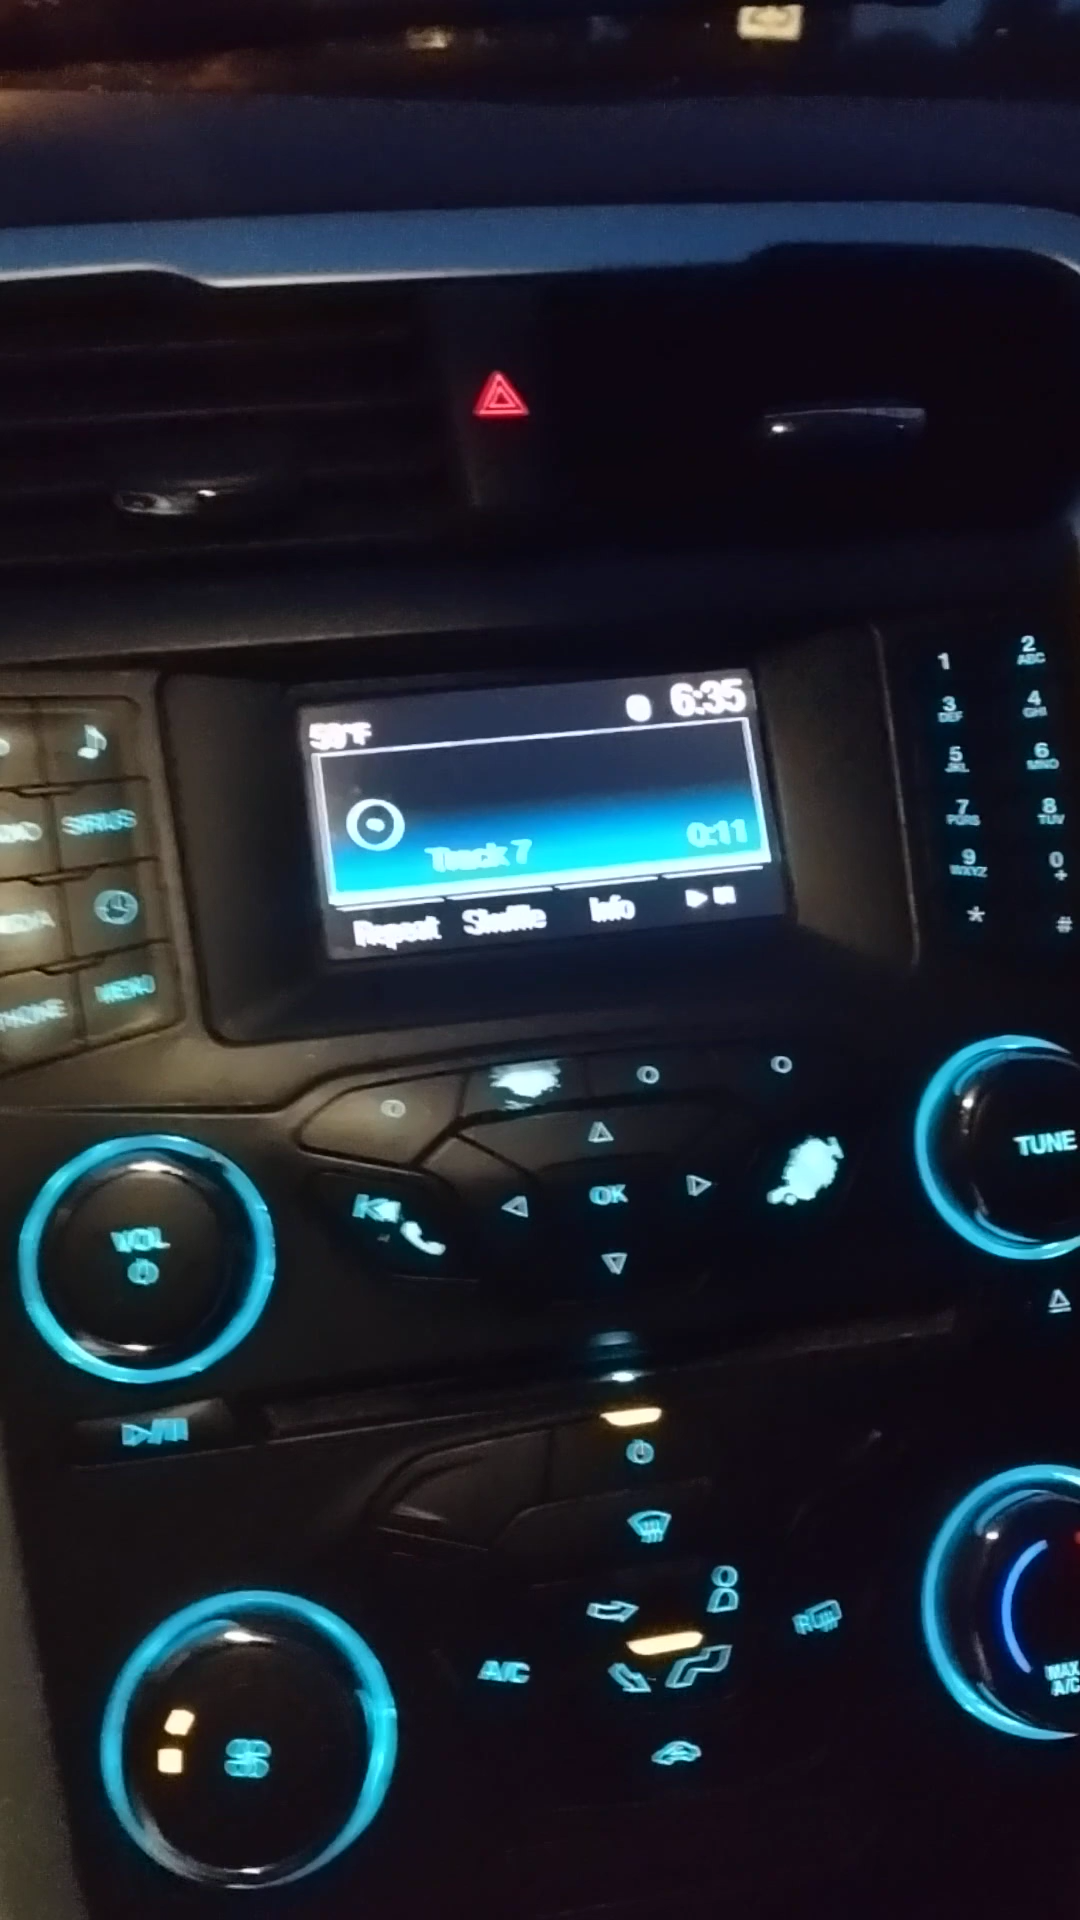 6:35
Track 7 0:11
Repeat Shuffle Info
SIRIUS
MENU
PHONE
1
2 ABC
3 DEF
4 GHI
5 JKL
6 MNO
7 PQRS
8 TUV
9 WXYZ
0 +
*
#
VOL
OK
TUNE
A/C
R
MAX
A/C